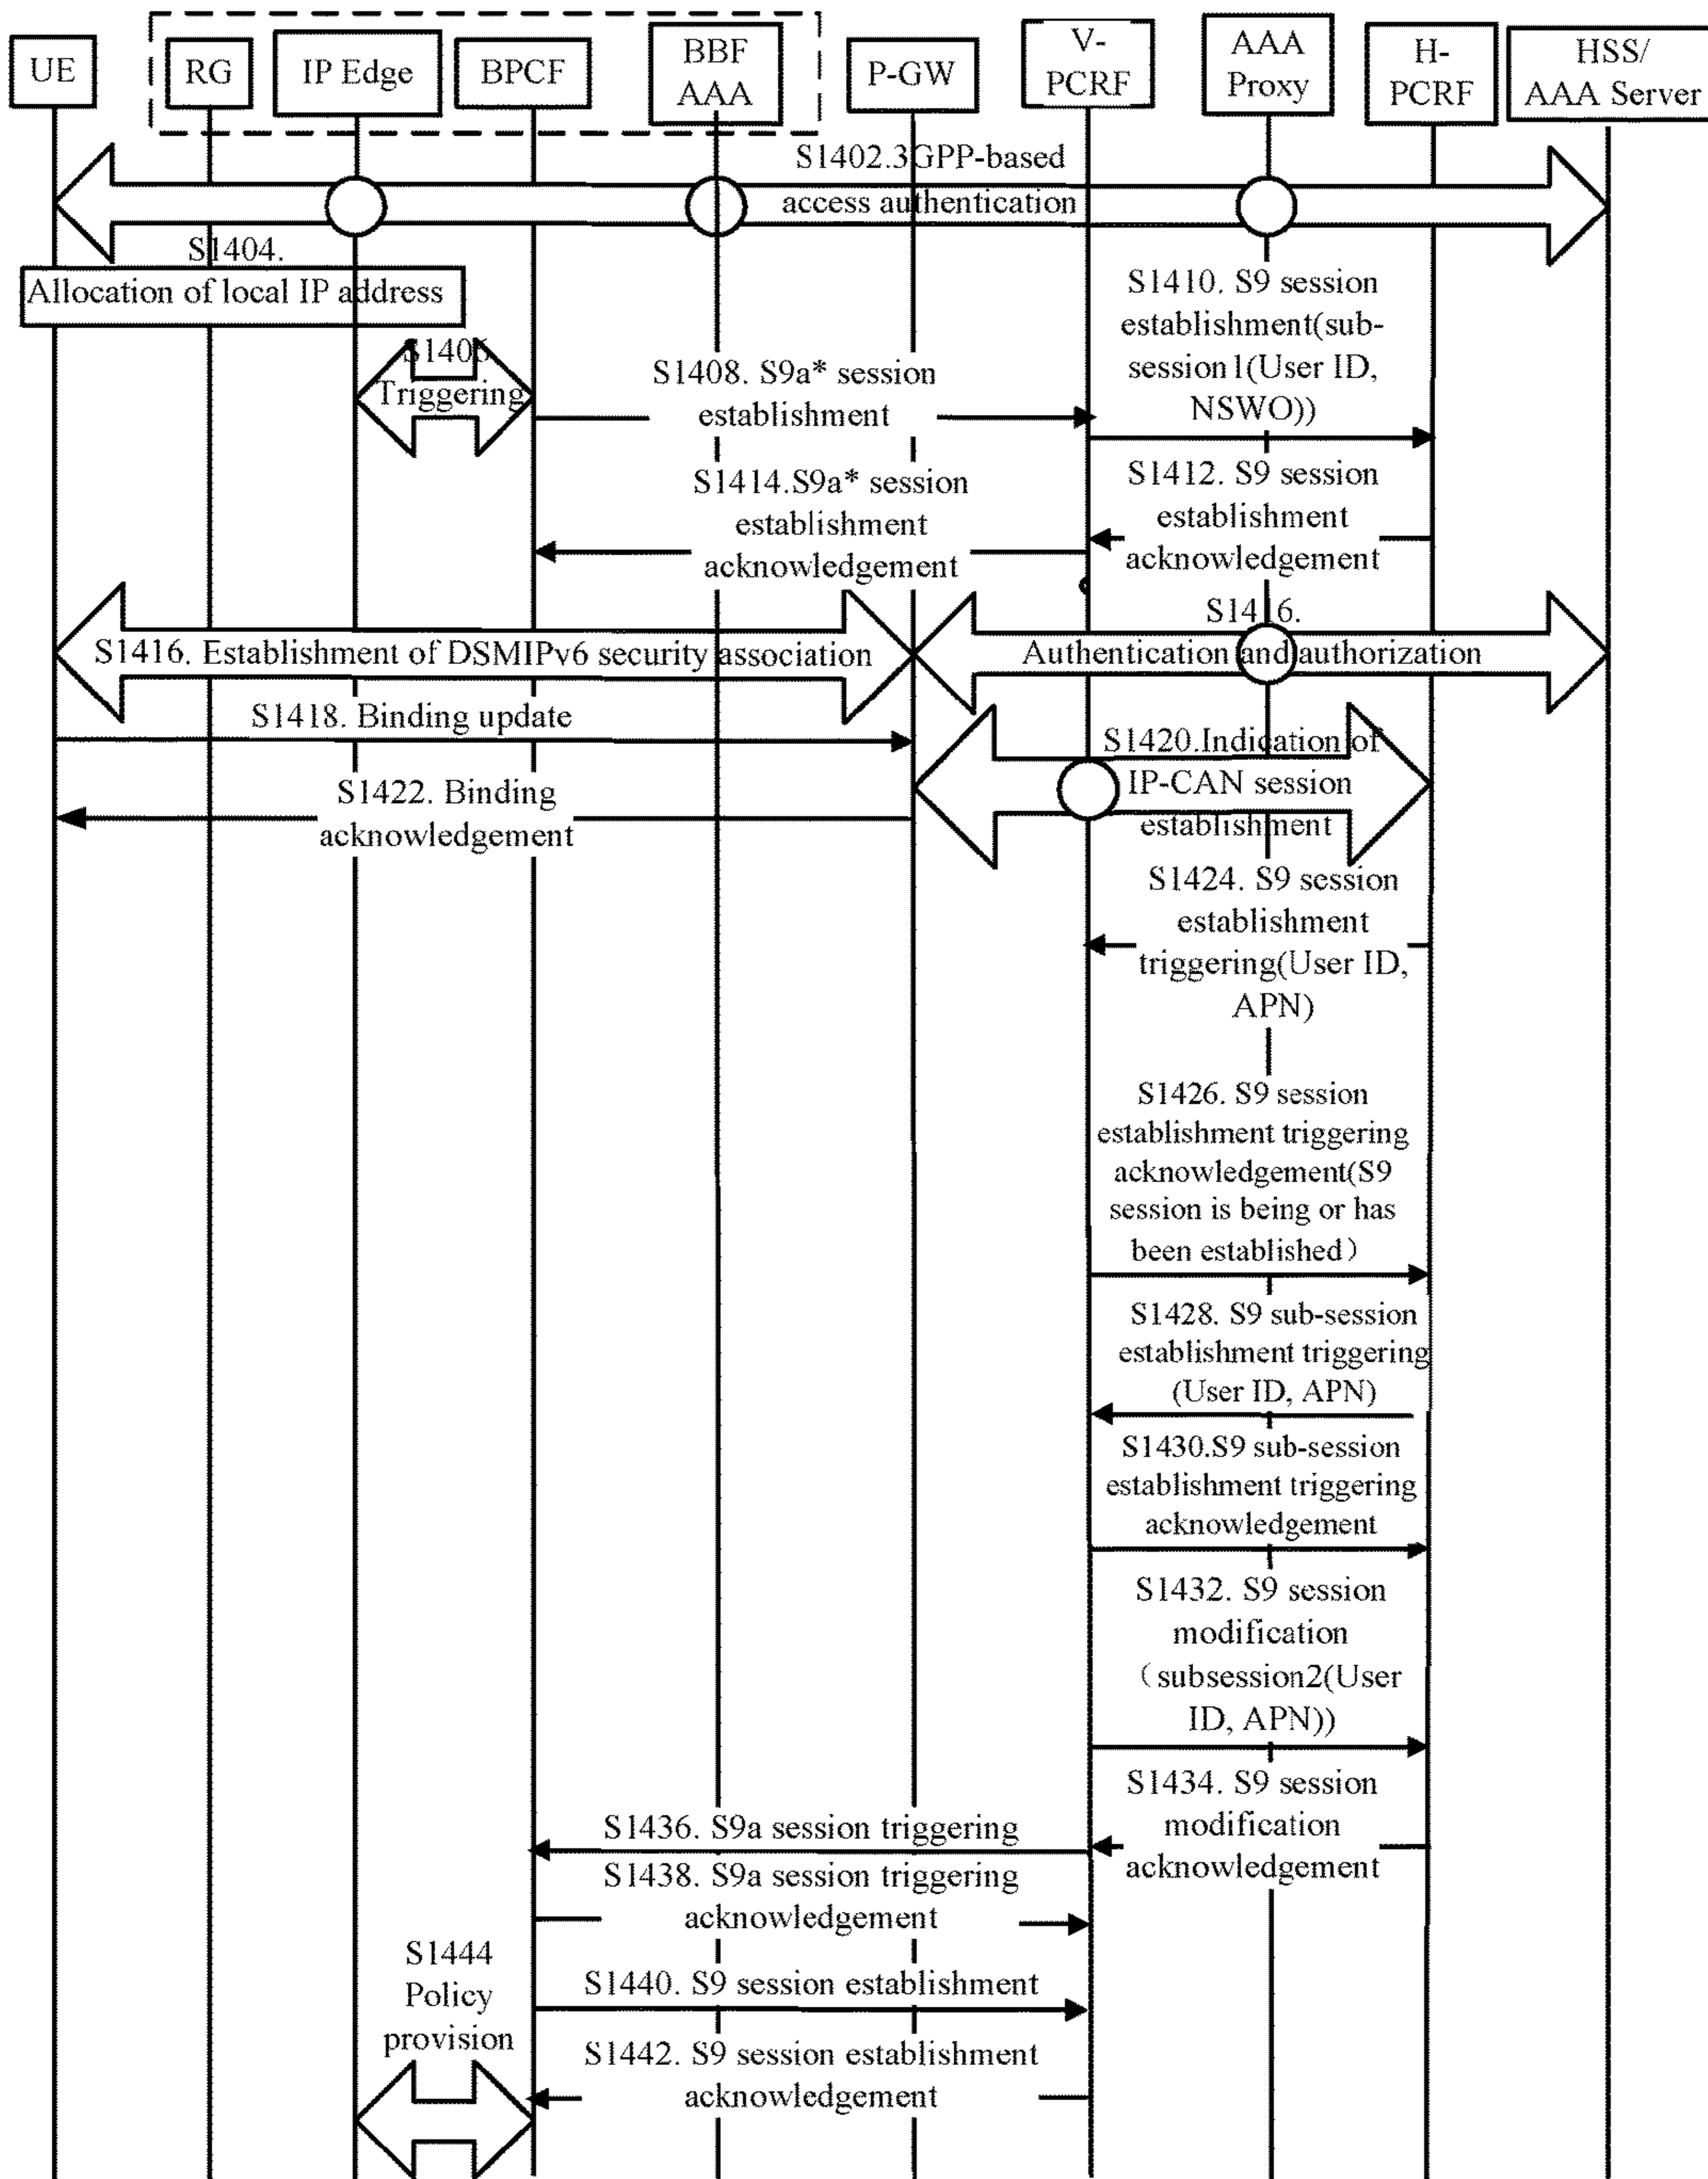 UE
RG
IP Edge
BPCF
BBF
AAA
P-GW
V-
PCRF
AAA
Proxy
H-
PCRF
HSS/
AAA Server
S1402.3GPP-based
access authentication
S1404.
Allocation of local IP address
S1410. S9 session
establishment(sub-
session1(User ID,
NSWO))
Triggering
S1408. S9a* session
establishment
S1412. S9 session
establishment
acknowledgement
S1414.S9a* session
establishment
acknowledgement
S1416. Establishment of DSMIPv6 security association
S1416.
Authentication and authorization
S1418. Binding update
S1420.Indication of
IP-CAN session
establishment
S1422. Binding
acknowledgement
S1424. S9 session
establishment
triggering(User ID,
APN)
S1426. S9 session
establishment triggering
acknowledgement(S9
session is being or has
been established）
S1428. S9 sub-session
establishment triggering
(User ID, APN)
S1430.S9 sub-session
establishment triggering
acknowledgement
S1432. S9 session
modification
（subsession2(User
ID, APN))
S1434. S9 session
modification
acknowledgement
S1436. S9a session triggering
S1438. S9a session triggering
acknowledgement
S1444
Policy
provision
S1440. S9 session establishment
S1442. S9 session establishment
acknowledgement